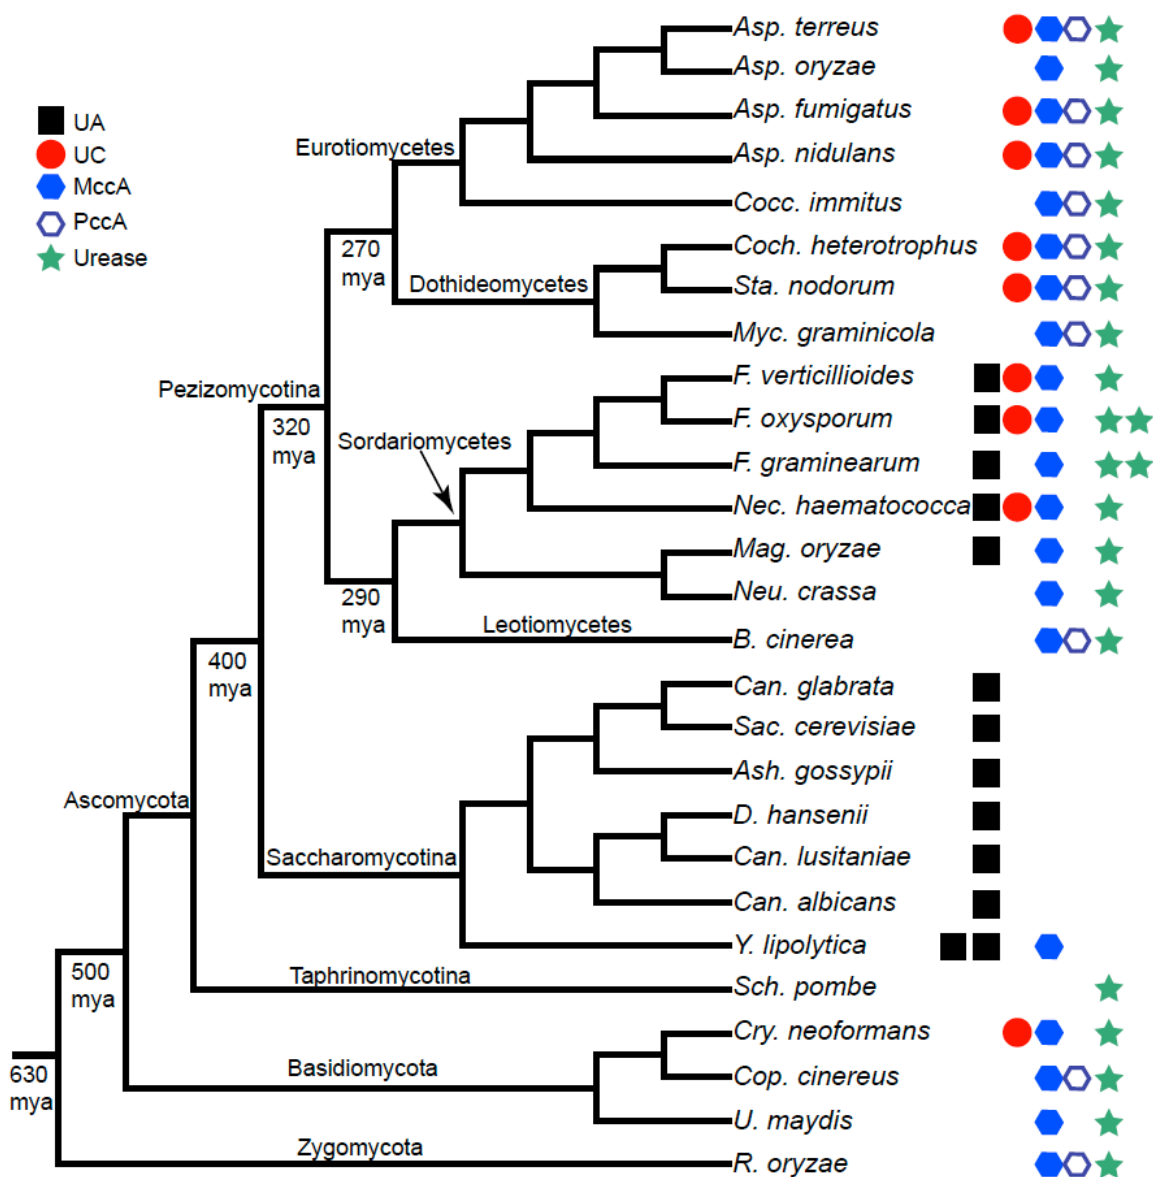 Asp. terreus
Asp. oryzae
UA
Asp. fumigatus
UC
Eurotiomycetes
Asp. nidulans
MccA
PccA
Cocc. immitus
Urease
270
mya
Coch. heterotrophus
Dothideomycetes
Sta. nodorum
Myc. graminicola
Pezizomycotina
F. verticillioides
320
mya
Sordariomycetes
F. oxysporum
F. graminearum
Nec. haematococca
Mag. oryzae
290
mya
Neu. crassa
Leotiomycetes
B. cinerea
400
mya
Can. glabrata
Sac. cerevisiae
Ash. gossypii
Ascomycota
D. hansenii
Saccharomycotina
Can. lusitaniae
Can. albicans
Y. lipolytica
500
mya
Taphrinomycotina
Sch. pombe
Cry. neoformans
630
mya
Basidiomycota
Cop. cinereus
U. maydis
Zygomycota
R. oryzae